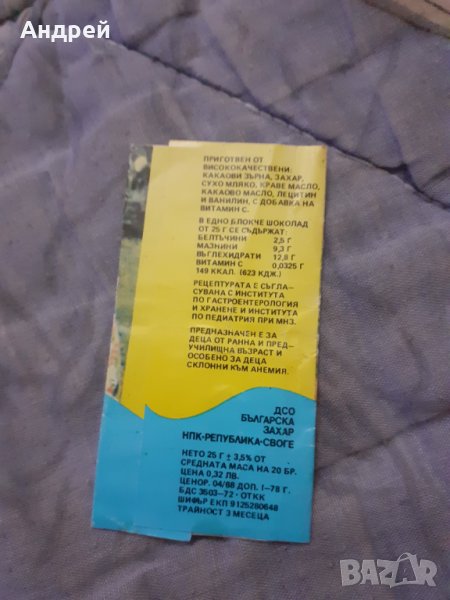 Андрей
ПРИГОТВЕН ОТ
ВИСОКОКАЧЕСТВЕНИ:
КАКАОВИ ЗЪРНА, ЗАХАР,
СУХО МЛЯКО, КРАВЕ МАСЛО,
КАКАОВО МАСЛО, ЛЕЦИТИН
И ВАНИЛИН, С ДОБАВКА НА
ВИТАМИН С.
В ЕДНО БЛОКЧЕ ШОКОЛАД
ОТ 25 Г СЕ СЪДЪРЖАТ:
БЕЛТЪЧИНИ 2,5 Г
МАЗНИНИ 9,3 Г
ВЪГЛЕХИДРАТИ 12,8 Г
ВИТАМИН С 0,0325 Г
149 ККАЛ. (623 КДЖ.)
РЕЦЕПТУРАТА Е СЪГЛА-
СУВАНА С ИНСТИТУТА
ПО ГАСТРОЕНТЕРОЛОГИЯ
И ХРАНЕНЕ И ИНСТИТУТА
ПО ПЕДИАТРИЯ ПРИ МНЗ.
ПРЕДНАЗНАЧЕН Е ЗА
ДЕЦА ОТ РАННА И ПРЕД-
УЧИЛИЩНА ВЪЗРАСТ И
ОСОБЕНО ЗА ДЕЦА
СКЛОННИ КЪМ АНЕМИЯ.
ДСО
БЪЛГАРСКА
ЗАХАР
НПК-РЕПУБЛИКА-СВОГЕ
НЕТО 25 Г ± 3,5% ОТ
СРЕДНАТА МАСА НА 20 БР.
ЦЕНА 0,32 ЛВ.
ЦЕНОР. 04/68 ДОП. I-78 Г.
БДС 3503-72 · ОТКК
ШИФЪР ЕКП 9125280648
ТРАЙНОСТ 3 МЕСЕЦА
BAZAR